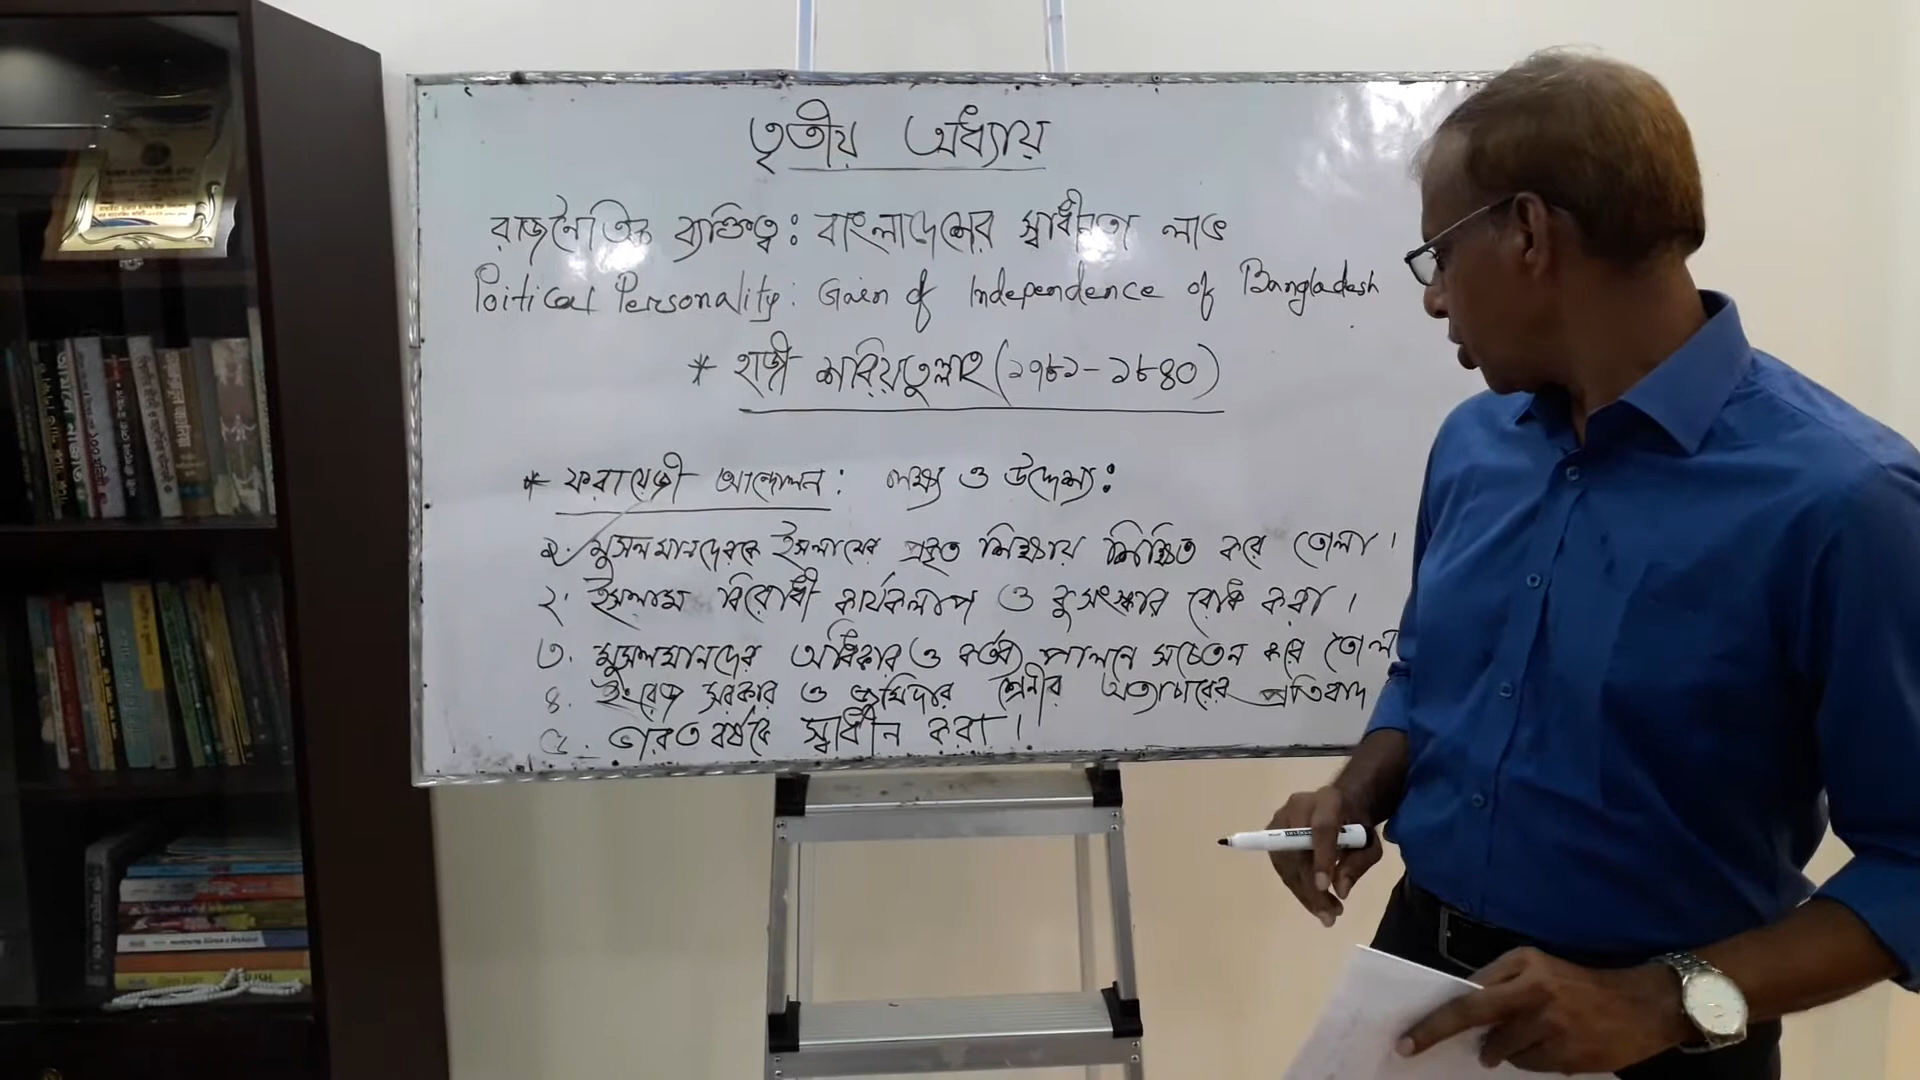 তৃতীয় অধ্যায়
রাজনৈতিক ব্যক্তিত্ব: বাংলাদেশের স্বাধীনতা লাভ
Political Personality: Gain of Independence of Bangladesh
* হাজী শরিয়তুল্লাহ (১৭৮১-১৮৪০)
* ফরায়েজী আন্দোলন: লক্ষ্য ও উদ্দেশ্য:
১. মুসলমানদেরকে ইসলামের প্রকৃত শিক্ষায় শিক্ষিত করে তোলা।
২. ইসলাম বিরোধী কার্যকলাপ ও কুসংস্কার রোধ করা।
৩. মুসলমানদের অধিকার ও কর্তব্য পালনে সচেতন করে তোলা
৪. ইংরেজ সরকার ও জমিদার শ্রেনীর অত্যাচারের প্রতিবাদ
৫. ভারতবর্ষকে স্বাধীন করা।